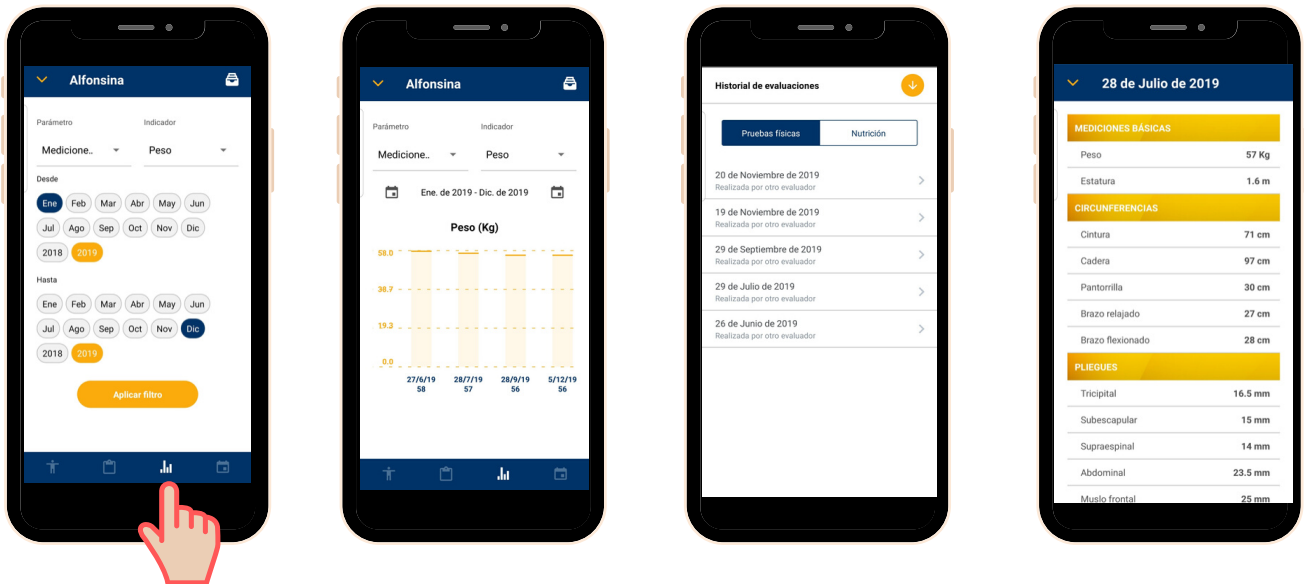 Alfonsina
Parámetro Indicador
Medicione.. Peso
Desde
Ene Feb Mar Abr May Jun
Jul Ago Sep Oct Nov Dic
2018 2019
Hasta
Ene Feb Mar Abr May Jun
Jul Ago Sep Oct Nov Dic
2018 2019
Aplicar filtro
Alfonsina
Parámetro Indicador
Medicione.. Peso
Ene. de 2019 - Dic. de 2019
Peso (Kg)
58.0
38.7
19.3
0.0
27/6/19 28/7/19 28/9/19 5/12/19
58 57 56 56
Historial de evaluaciones
Pruebas físicas Nutrición
20 de Noviembre de 2019
Realizada por otro evaluador
19 de Noviembre de 2019
Realizada por otro evaluador
29 de Septiembre de 2019
Realizada por otro evaluador
29 de Julio de 2019
Realizada por otro evaluador
26 de Junio de 2019
Realizada por otro evaluador
28 de Julio de 2019
MEDICIONES BÁSICAS
Peso 57 Kg
Estatura 1.6 m
CIRCUNFERENCIAS
Cintura 71 cm
Cadera 97 cm
Pantorrilla 30 cm
Brazo relajado 27 cm
Brazo flexionado 28 cm
PLIEGUES
Tricipital 16.5 mm
Subescapular 15 mm
Supraespinal 14 mm
Abdominal 23.5 mm
Muslo frontal 25 mm